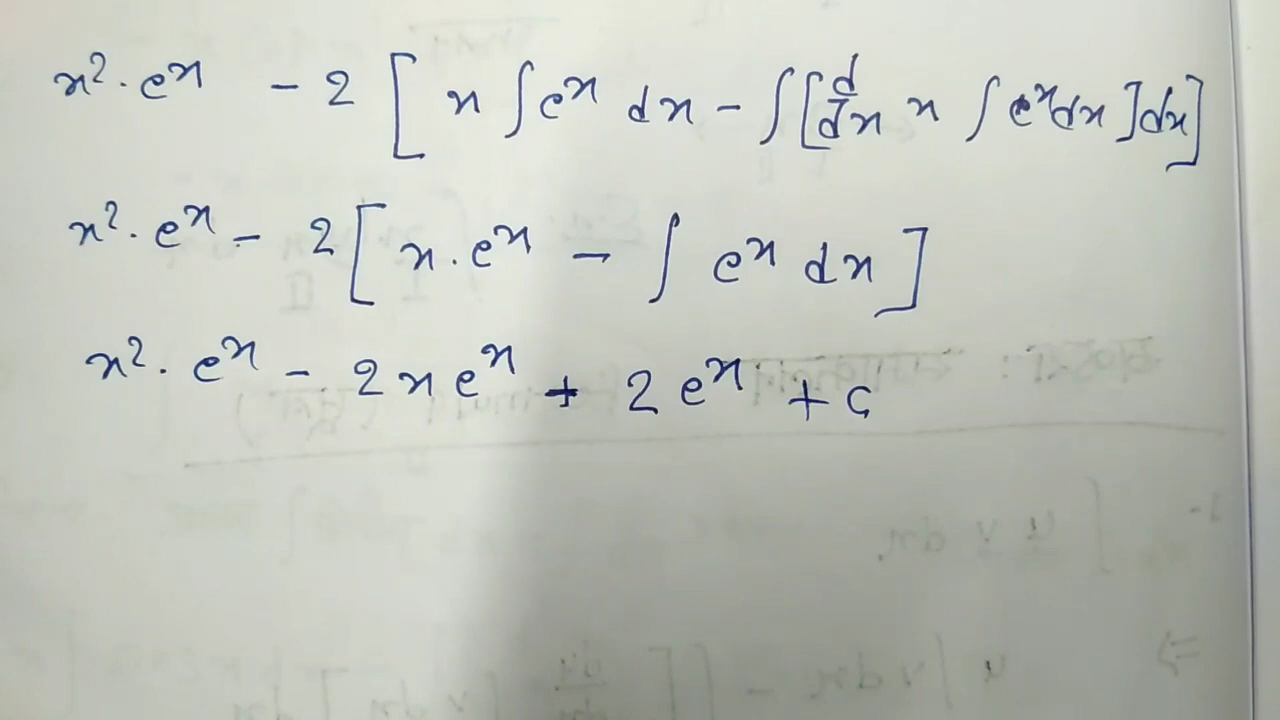 x². eˣ - 2 [ x ∫eˣ dx - ∫[d/dx x ∫eˣdx]dx]
x². eˣ - 2[ x. eˣ - ∫ eˣ dx ]
x². eˣ - 2xeˣ + 2eˣ + c